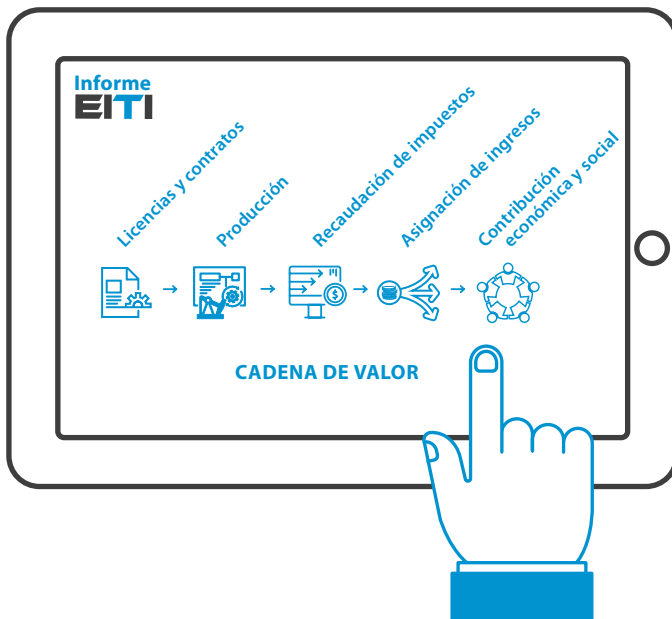 Informe
EITI
Licencias y contratos
Producción
Recaudación de impuestos
Asignación de ingresos
Contribución
económica y social
$
CADENA DE VALOR